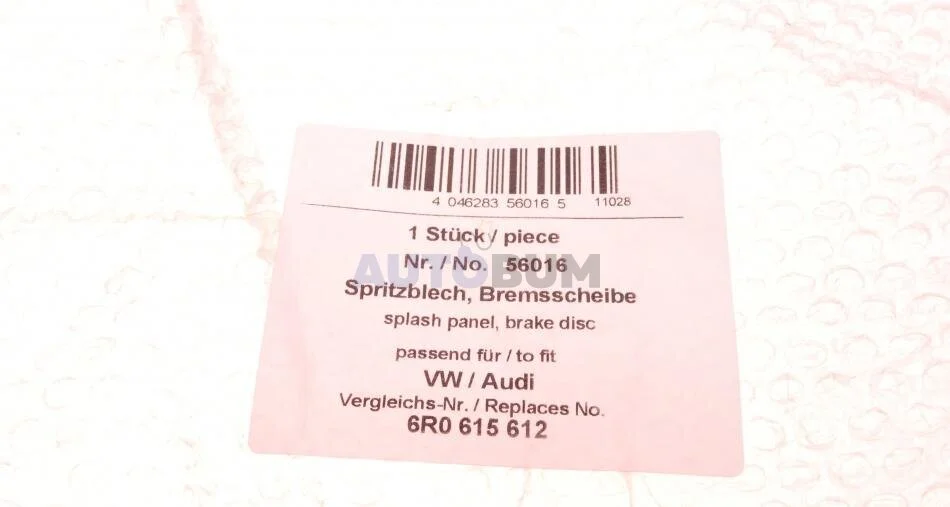 4 046283 56016 5 11028
1 Stück / piece
Nr. / No. 56016
AUTOBUM
Spritzblech, Bremsscheibe
splash panel, brake disc
passend für / to fit
VW / Audi
Vergleichs-Nr. / Replaces No.
6R0 615 612